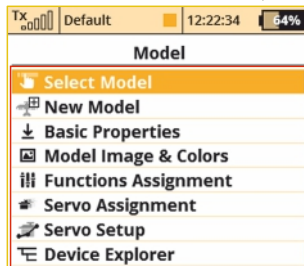 Tx Default 12:22:34 64%
Model
Select Model
New Model
Basic Properties
Model Image & Colors
Functions Assignment
Servo Assignment
Servo Setup
Device Explorer